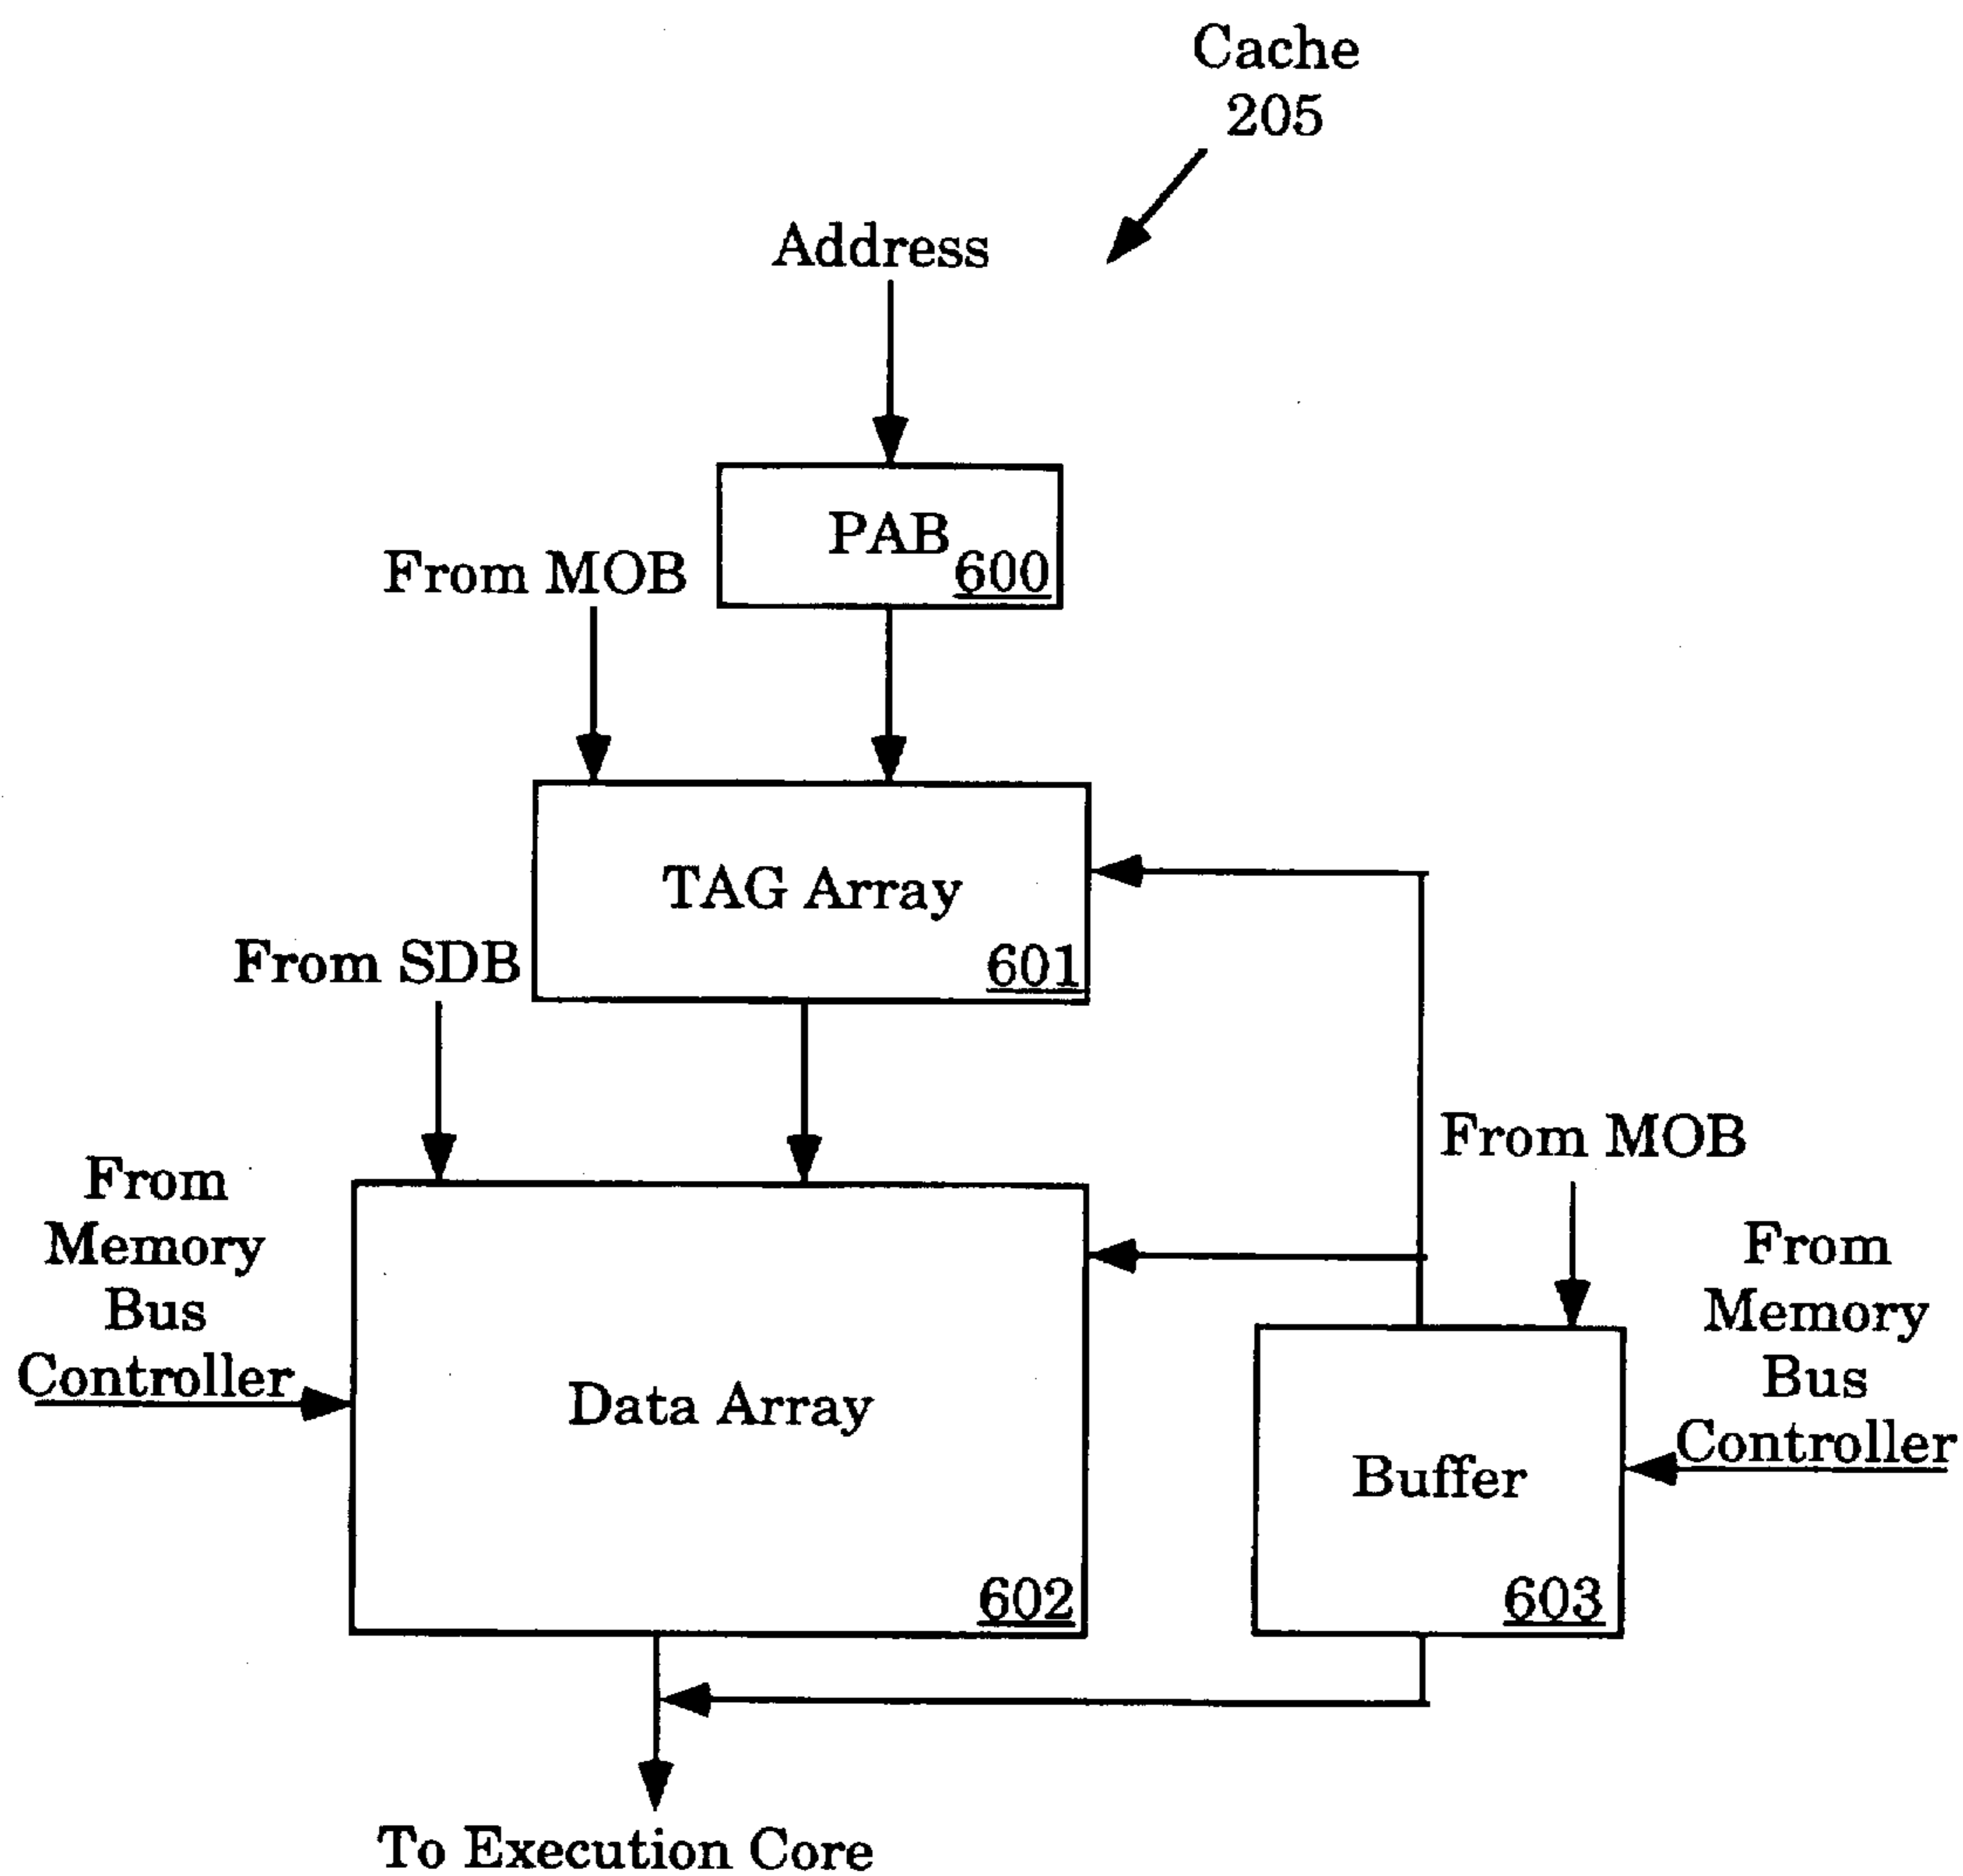 Cache
205
Address
PAB
600
From MOB
TAG Array
601
From SDB
From MOB
From
Memory
Bus
Controller
From
Memory
Bus
Controller
Data Array
602
Buffer
603
To Execution Core